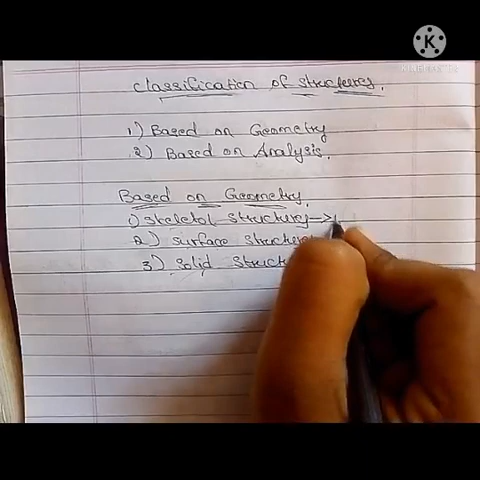 Classification of structures.
1) Based on Geometry
2) Based on Analysis.
Based on Geometry.
1) Skeletal structures->
2) surface structures
3) Solid Struct